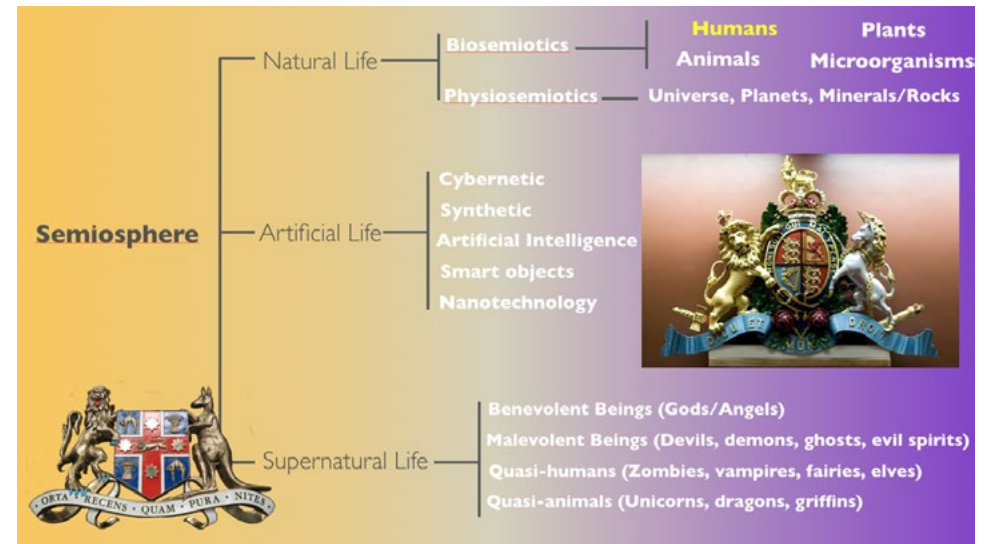 Humans Plants
Biosemiotics
Natural Life
Animals Microorganisms
Physiosemiotics Universe, Planets, Minerals/Rocks
Cybernetic
Synthetic
Semiosphere
Artificial Life
Artificial Intelligence
Smart objects
Nanotechnology
DIEU ET
MON
DROIT
Benevolent Beings (Gods/Angels)
Malevolent Beings (Devils, demons, ghosts, evil spirits)
Supernatural Life
Quasi-humans (Zombies, vampires, fairies, elves)
Quasi-animals (Unicorns, dragons, griffins)
ORTA · RECENS · QUAM · PURA · NITES ·